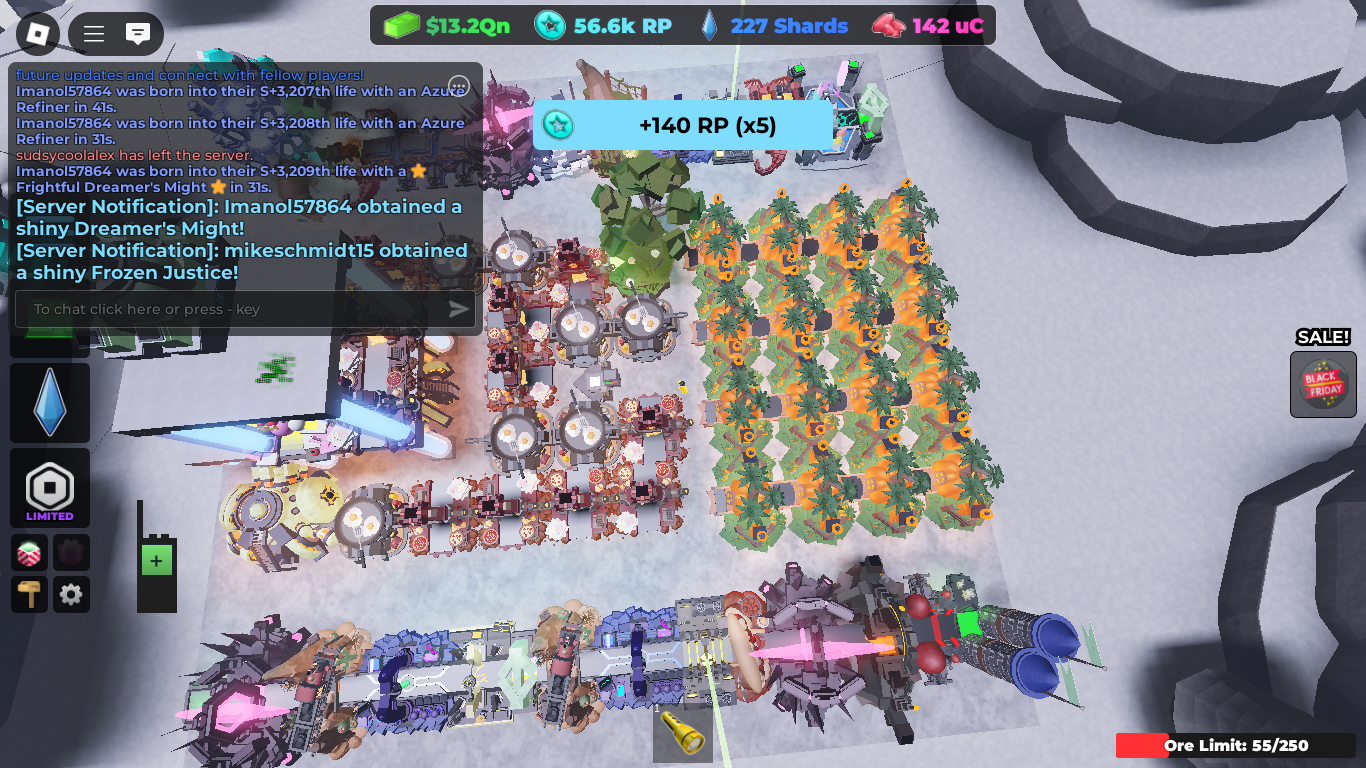 $13.2Qn
56.6k RP
227 Shards
142 uC
future updates and connect with fellow players!
Imanol57864 was born into their S+3,207th life with an Azure
Refiner in 41s.
Imanol57864 was born into their S+3,208th life with an Azure
Refiner in 31s.
sudsycoolalex has left the server.
Imanol57864 was born into their S+3,209th life with a
Frightful Dreamer's Might in 31s.
[Server Notification]: Imanol57864 obtained a
shiny Dreamer's Might!
[Server Notification]: mikeschmidt15 obtained
a shiny Frozen Justice!
To chat click here or press - key
+140 RP (x5)
SALE!
BLACK
FRIDAY
LIMITED
+
Ore Limit: 55/250